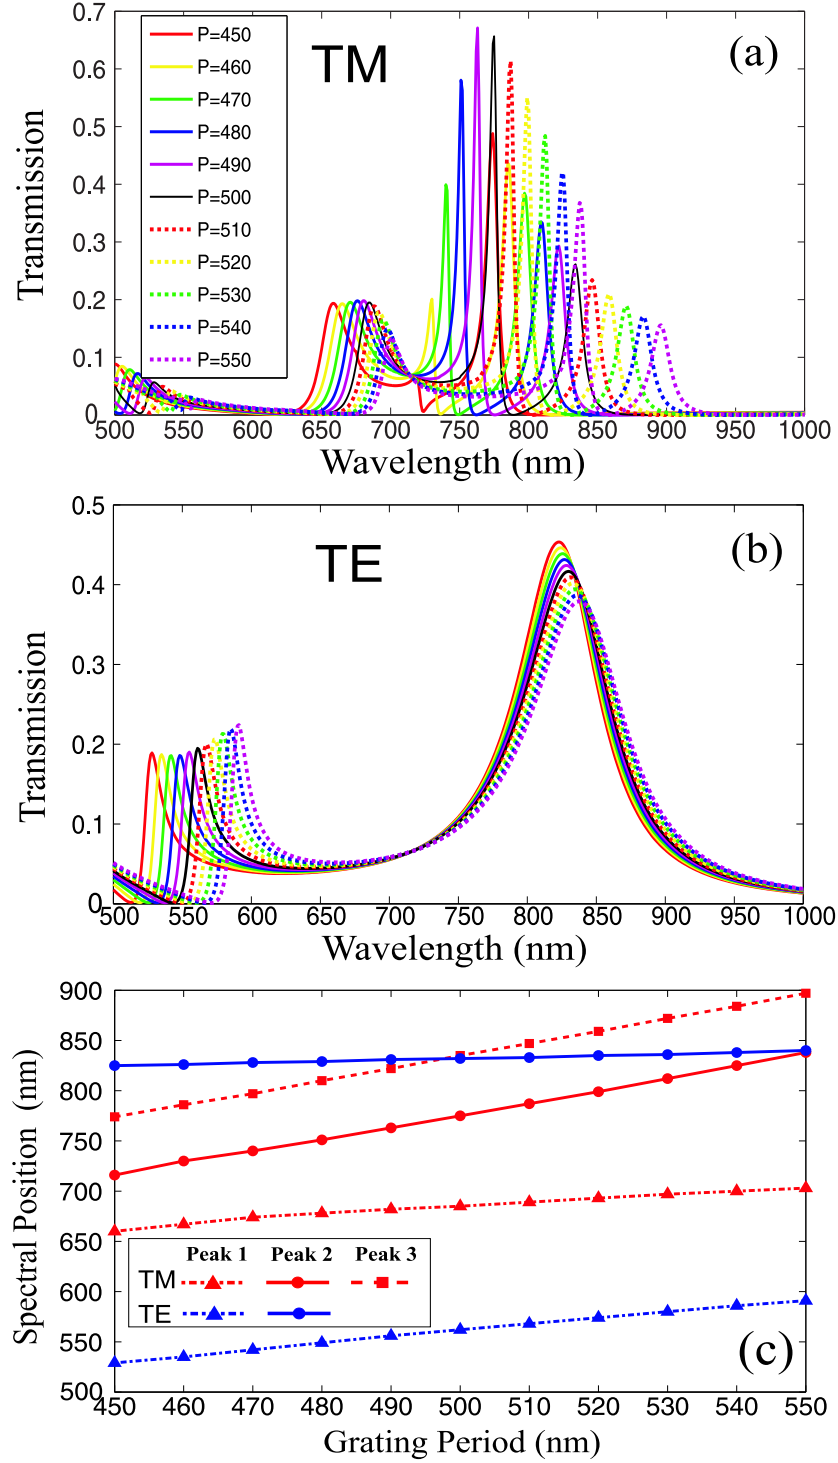 0.7
0.6
0.5
0.4
0.3
0.2
0.1
0
Transmission
P=450
P=460
P=470
P=480
P=490
P=500
P=510
P=520
P=530
P=540
P=550
TM
(a)
500 550 600 650 700 750 800 850 900 950 1000
Wavelength (nm)
0.5
0.4
0.3
0.2
0.1
0
Transmission
TE
(b)
500 550 600 650 700 750 800 850 900 950 1000
Wavelength (nm)
900
850
800
750
700
650
600
550
500
Spectral Position (nm)
Peak 1 Peak 2 Peak 3
TM
TE
(c)
450 460 470 480 490 500 510 520 530 540 550
Grating Period (nm)